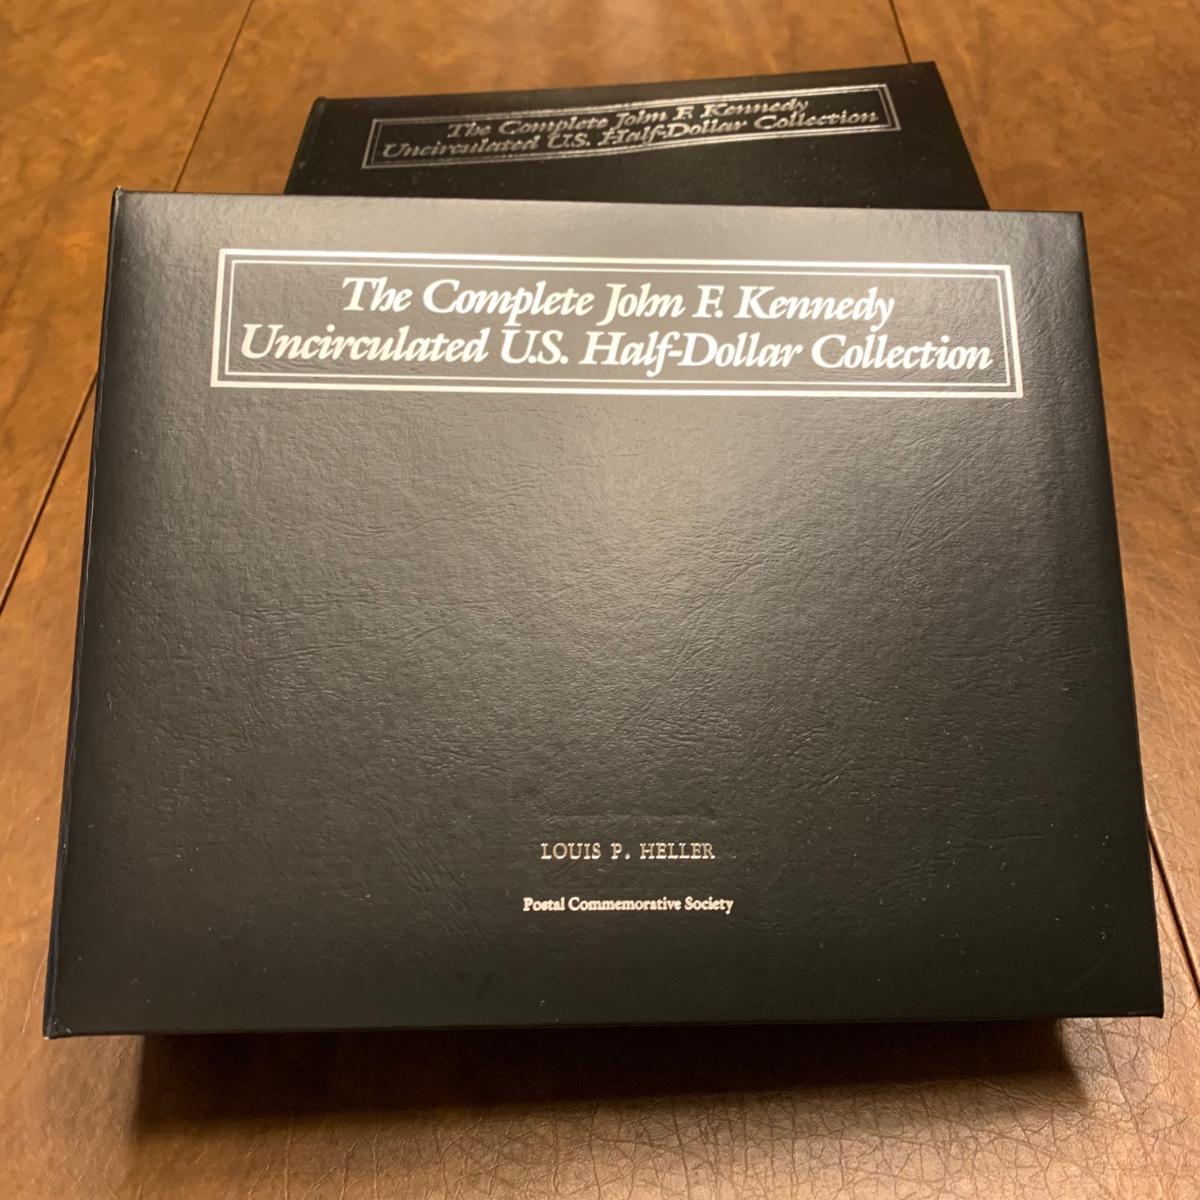 The Complete John F. Kennedy
Uncirculated U.S. Half-Dollar Collection
The Complete John F. Kennedy
Uncirculated U.S. Half-Dollar Collection
LOUIS P. HELLER
Postal Commemorative Society